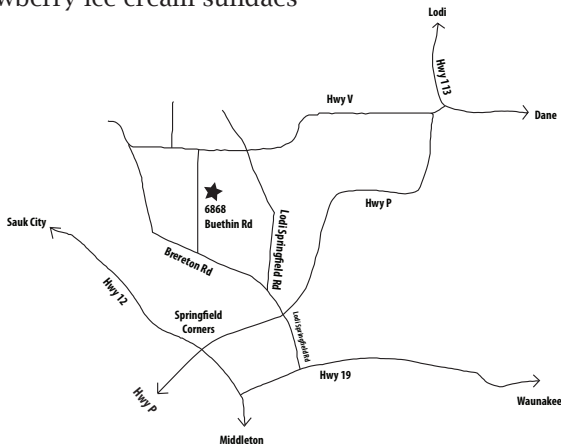 wberry ice cream sundaes
Lodi
Hwy 113
Hwy V
Dane
6868
Buethin Rd
Lodi Springfield Rd
Hwy P
Sauk City
Brereton Rd
Hwy 12
Springfield
Corners
Lodi Springfield Rd
Hwy 19
Hwy P
Waunakee
Middleton